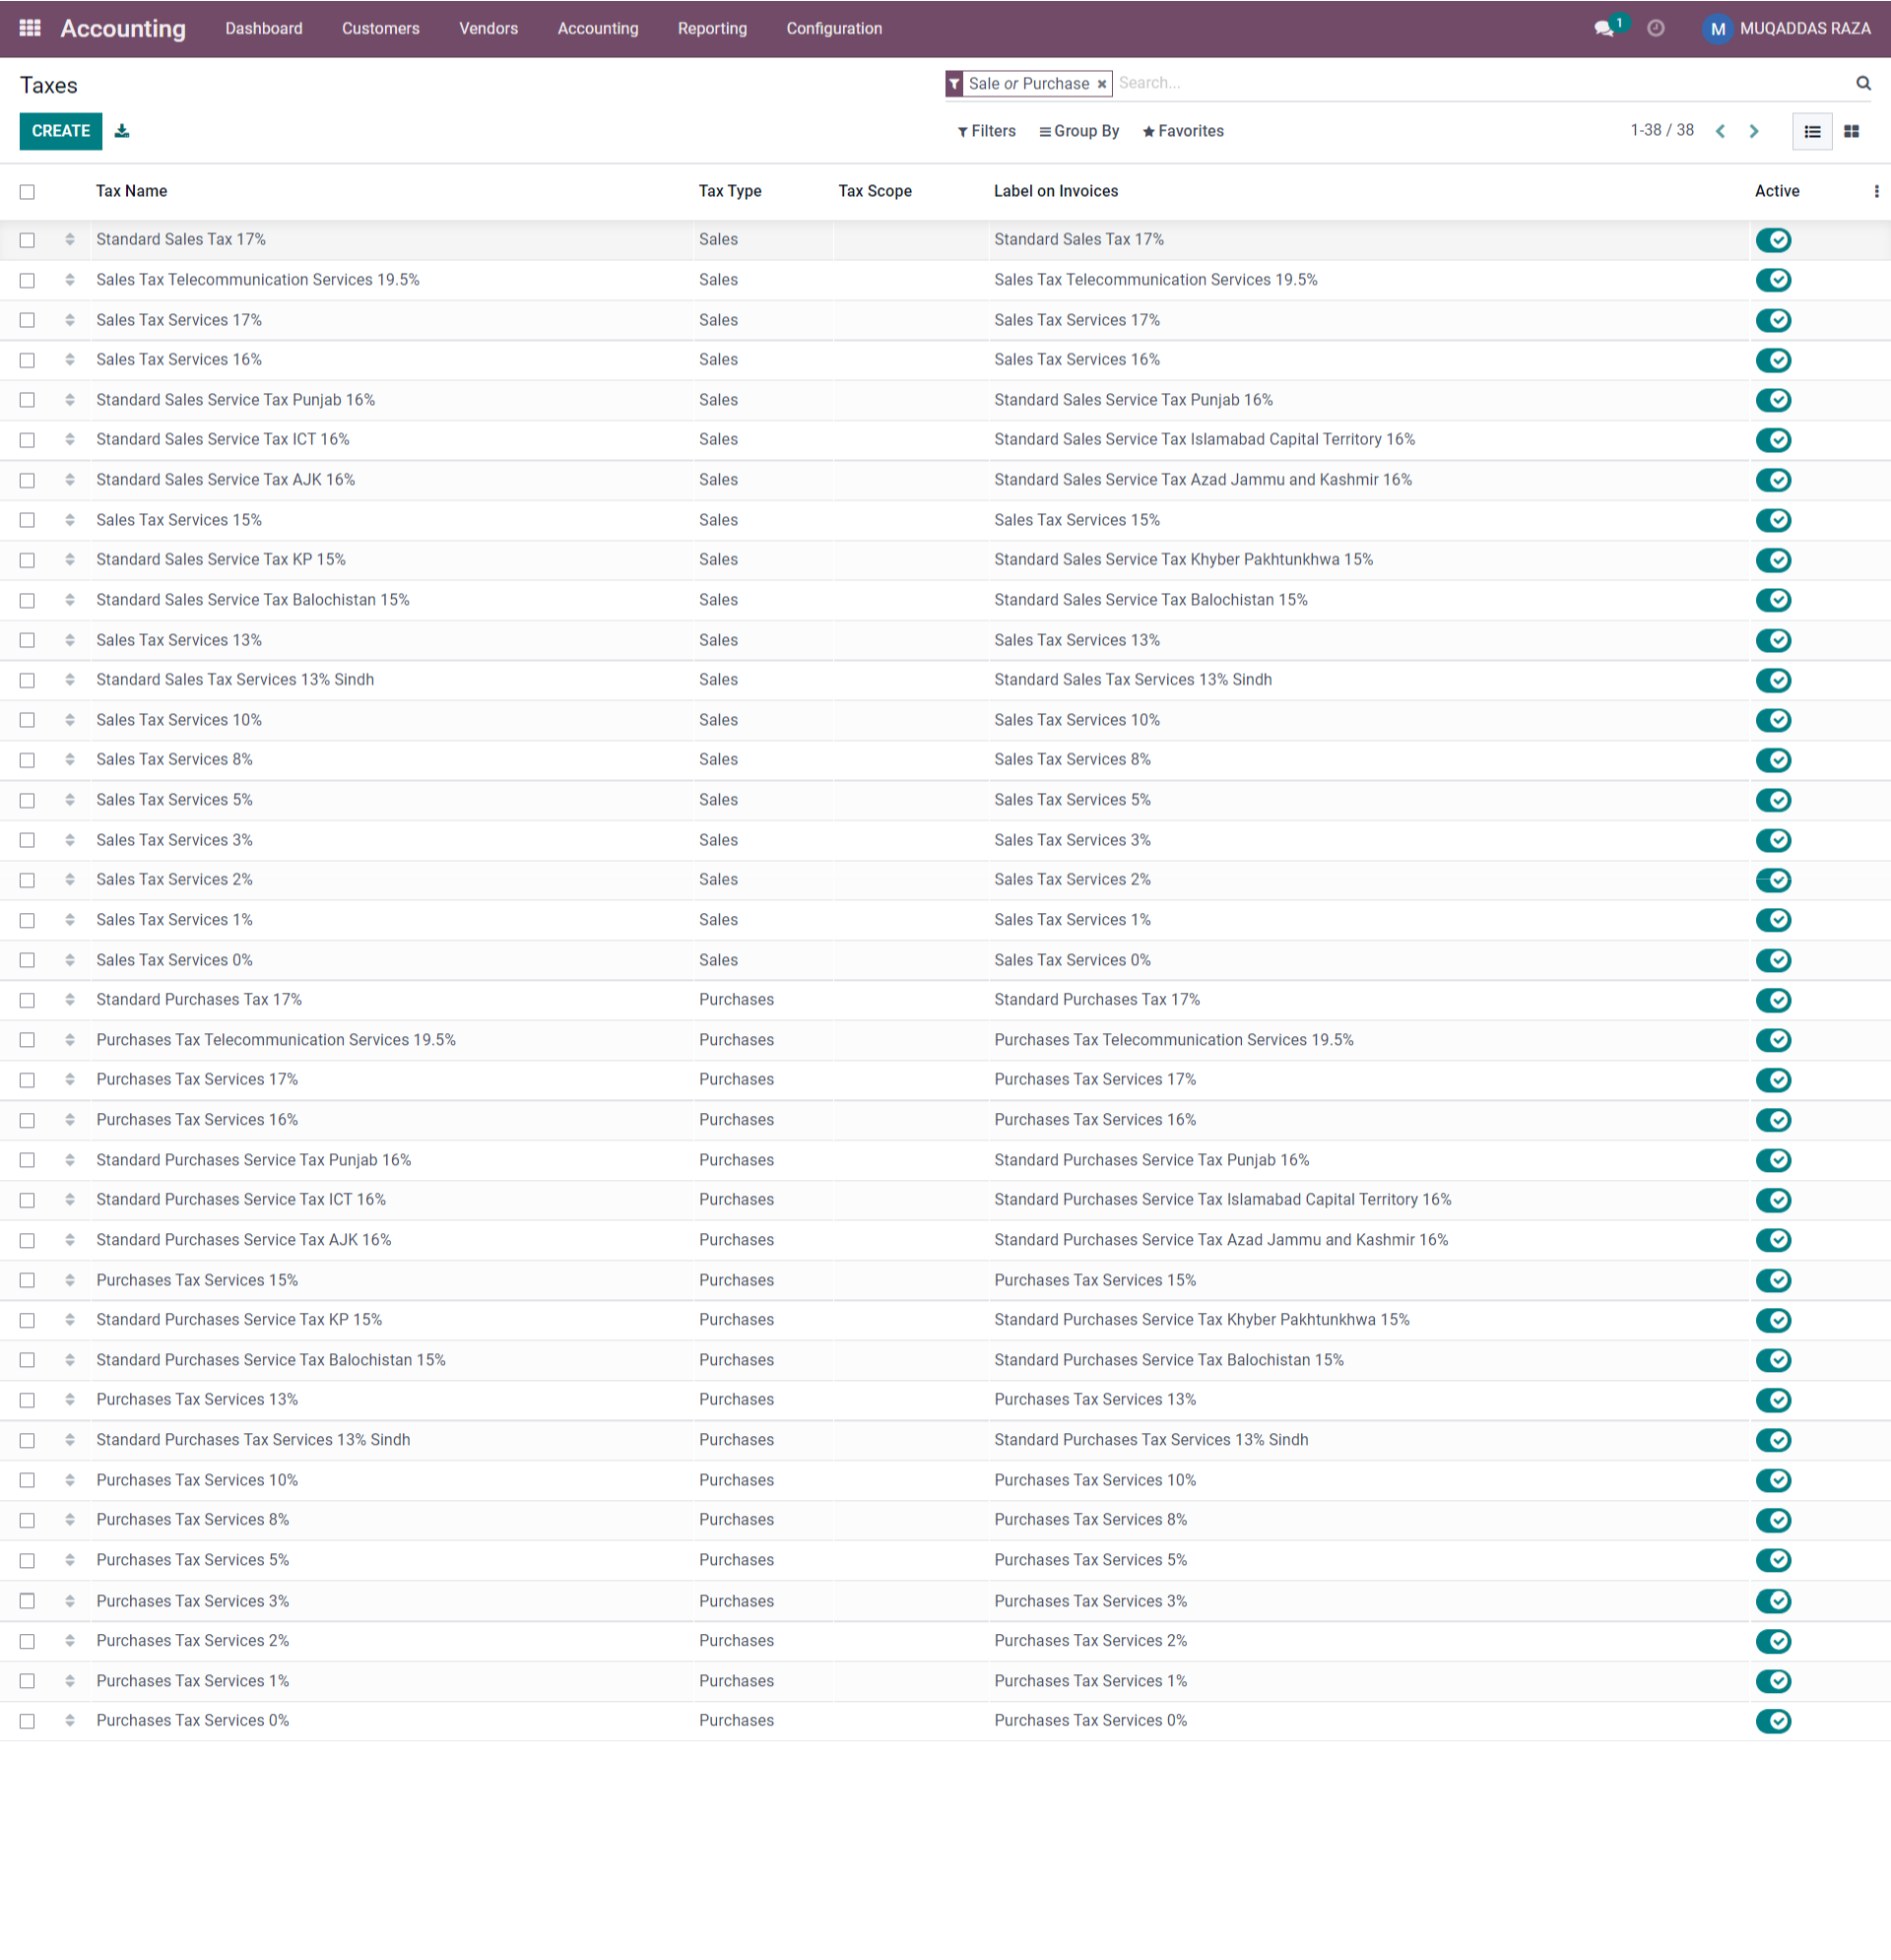 Accounting Dashboard Customers Vendors Accounting Reporting Configuration 1 M MUQADDAS RAZA
Taxes Sale or Purchase × Search...
CREATE Filters Group By Favorites 1-38 / 38
Tax Name Tax Type Tax Scope Label on Invoices Active
Standard Sales Tax 17% Sales Standard Sales Tax 17%
Sales Tax Telecommunication Services 19.5% Sales Sales Tax Telecommunication Services 19.5%
Sales Tax Services 17% Sales Sales Tax Services 17%
Sales Tax Services 16% Sales Sales Tax Services 16%
Standard Sales Service Tax Punjab 16% Sales Standard Sales Service Tax Punjab 16%
Standard Sales Service Tax ICT 16% Sales Standard Sales Service Tax Islamabad Capital Territory 16%
Standard Sales Service Tax AJK 16% Sales Standard Sales Service Tax Azad Jammu and Kashmir 16%
Sales Tax Services 15% Sales Sales Tax Services 15%
Standard Sales Service Tax KP 15% Sales Standard Sales Service Tax Khyber Pakhtunkhwa 15%
Standard Sales Service Tax Balochistan 15% Sales Standard Sales Service Tax Balochistan 15%
Sales Tax Services 13% Sales Sales Tax Services 13%
Standard Sales Tax Services 13% Sindh Sales Standard Sales Tax Services 13% Sindh
Sales Tax Services 10% Sales Sales Tax Services 10%
Sales Tax Services 8% Sales Sales Tax Services 8%
Sales Tax Services 5% Sales Sales Tax Services 5%
Sales Tax Services 3% Sales Sales Tax Services 3%
Sales Tax Services 2% Sales Sales Tax Services 2%
Sales Tax Services 1% Sales Sales Tax Services 1%
Sales Tax Services 0% Sales Sales Tax Services 0%
Standard Purchases Tax 17% Purchases Standard Purchases Tax 17%
Purchases Tax Telecommunication Services 19.5% Purchases Purchases Tax Telecommunication Services 19.5%
Purchases Tax Services 17% Purchases Purchases Tax Services 17%
Purchases Tax Services 16% Purchases Purchases Tax Services 16%
Standard Purchases Service Tax Punjab 16% Purchases Standard Purchases Service Tax Punjab 16%
Standard Purchases Service Tax ICT 16% Purchases Standard Purchases Service Tax Islamabad Capital Territory 16%
Standard Purchases Service Tax AJK 16% Purchases Standard Purchases Service Tax Azad Jammu and Kashmir 16%
Purchases Tax Services 15% Purchases Purchases Tax Services 15%
Standard Purchases Service Tax KP 15% Purchases Standard Purchases Service Tax Khyber Pakhtunkhwa 15%
Standard Purchases Service Tax Balochistan 15% Purchases Standard Purchases Service Tax Balochistan 15%
Purchases Tax Services 13% Purchases Purchases Tax Services 13%
Standard Purchases Tax Services 13% Sindh Purchases Standard Purchases Tax Services 13% Sindh
Purchases Tax Services 10% Purchases Purchases Tax Services 10%
Purchases Tax Services 8% Purchases Purchases Tax Services 8%
Purchases Tax Services 5% Purchases Purchases Tax Services 5%
Purchases Tax Services 3% Purchases Purchases Tax Services 3%
Purchases Tax Services 2% Purchases Purchases Tax Services 2%
Purchases Tax Services 1% Purchases Purchases Tax Services 1%
Purchases Tax Services 0% Purchases Purchases Tax Services 0%